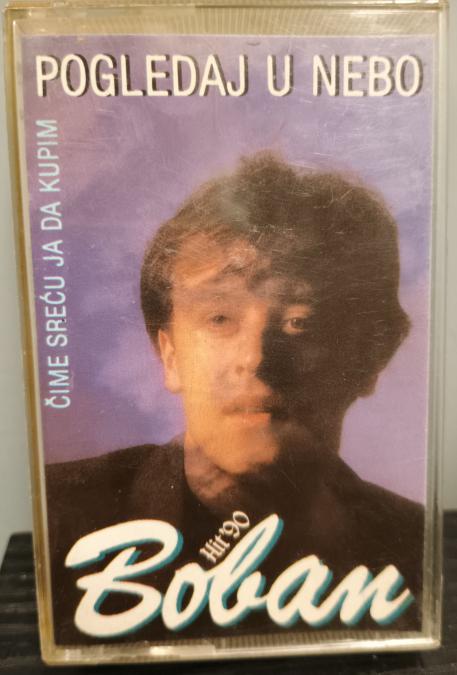 POGLEDAJ U NEBO
ČIME SREĆU JA DA KUPIM
Hit'90
Boban